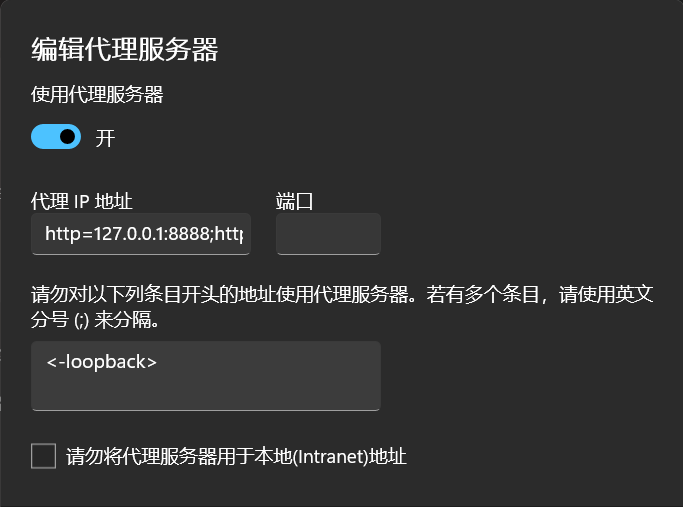 编辑代理服务器
使用代理服务器
开
代理 IP 地址
端口
http=127.0.0.1:8888;http
请勿对以下列条目开头的地址使用代理服务器。若有多个条目，请使用英文
分号 (;) 来分隔。
<-loopback>
请勿将代理服务器用于本地(Intranet)地址